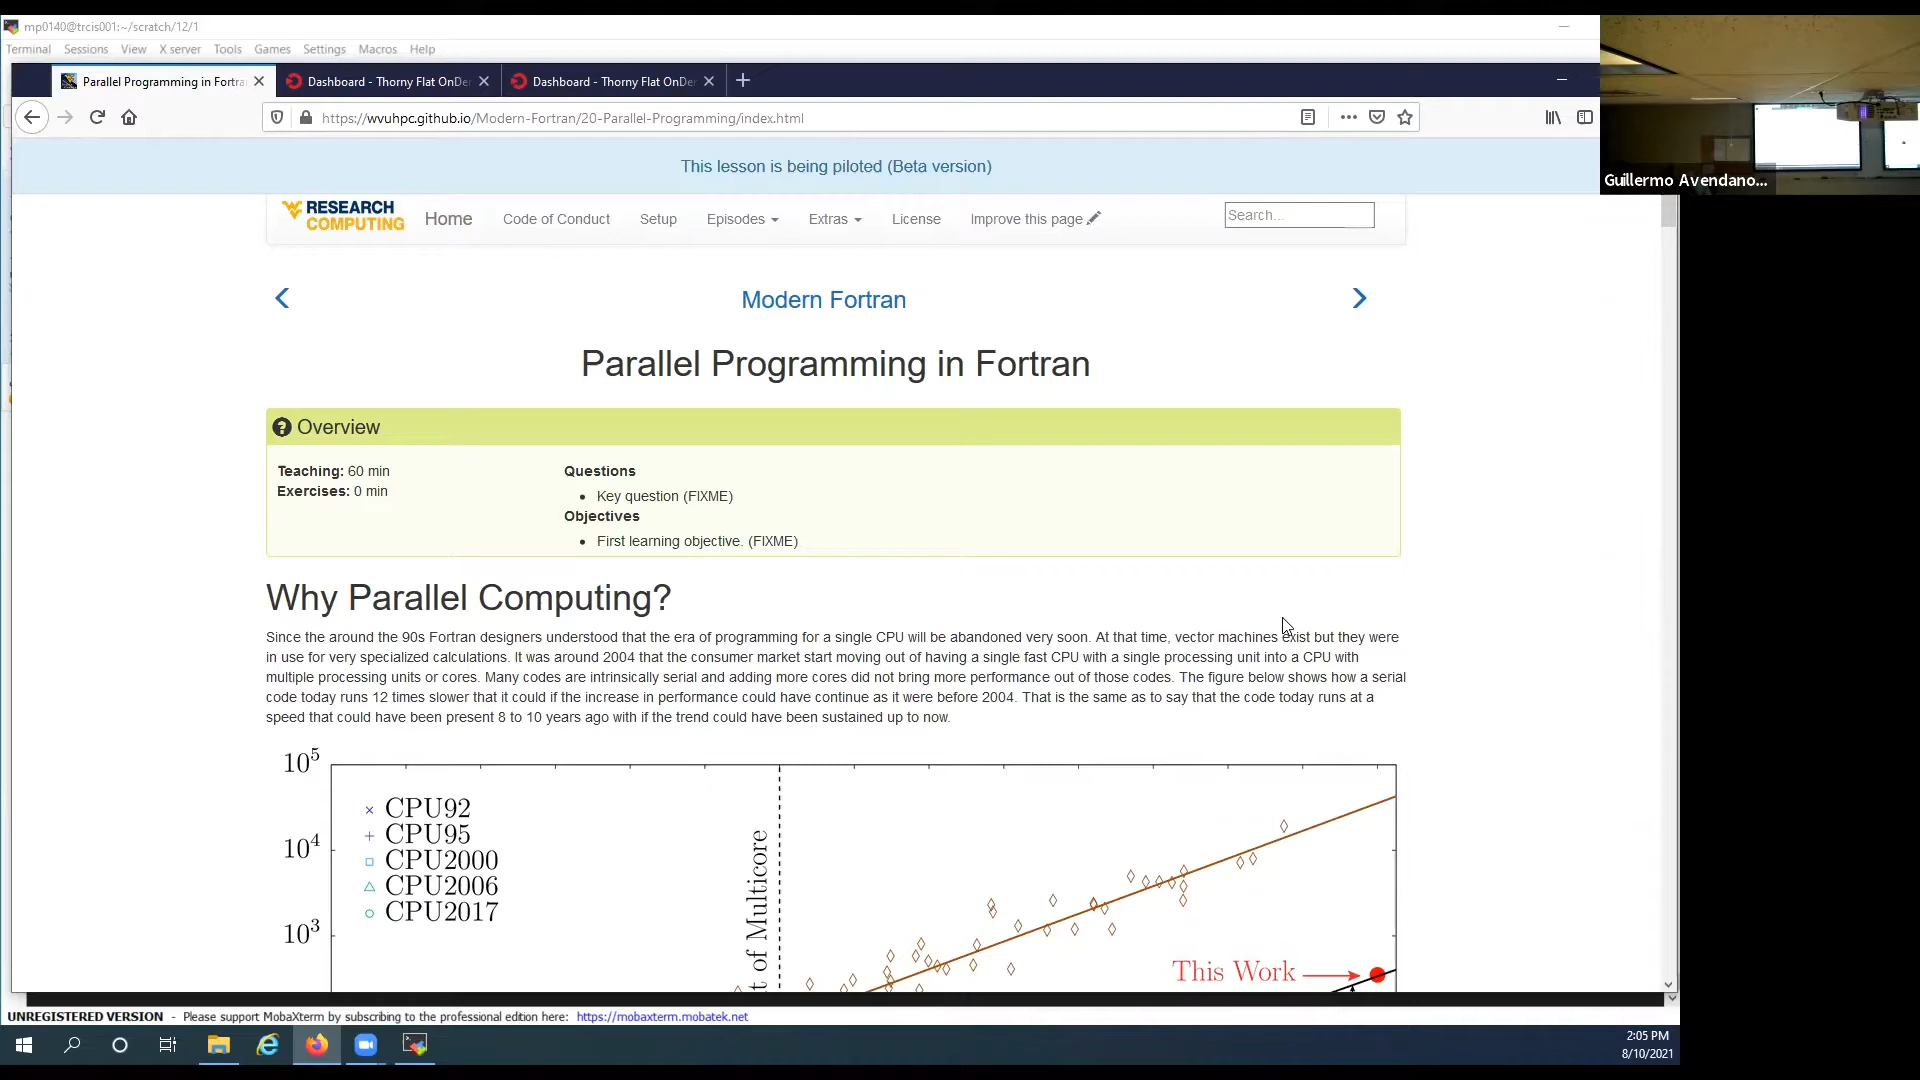 mp0140@trcis001:~/scratch/12/1
Terminal Sessions View X server Tools Games Settings Macros Help
Parallel Programming in Fortra
Dashboard - Thorny Flat OnDe
Dashboard - Thorny Flat OnDe
https://wvuhpc.github.io/Modern-Fortran/20-Parallel-Programming/index.html
Guillermo Avendano...
This lesson is being piloted (Beta version)
RESEARCH
COMPUTING
Home Code of Conduct Setup Episodes Extras License Improve this page Search...
Modern Fortran
Parallel Programming in Fortran
Overview
Teaching: 60 min
Exercises: 0 min
Questions
Key question (FIXME)
Objectives
First learning objective. (FIXME)
Why Parallel Computing?
Since the around the 90s Fortran designers understood that the era of programming for a single CPU will be abandoned very soon. At that time, vector machines exist but they were
in use for very specialized calculations. It was around 2004 that the consumer market start moving out of having a single fast CPU with a single processing unit into a CPU with
multiple processing units or cores. Many codes are intrinsically serial and adding more cores did not bring more performance out of those codes. The figure below shows how a serial
code today runs 12 times slower that it could if the increase in performance could have continue as it were before 2004. That is the same as to say that the code today runs at a
speed that could have been present 8 to 10 years ago with if the trend could have been sustained up to now.
10^5
10^4
10^3
CPU92
CPU95
CPU2000
CPU2006
CPU2017
t of Multicore
This Work
UNREGISTERED VERSION - Please support MobaXterm by subscribing to the professional edition here: https://mobaxterm.mobatek.net
2:05 PM
8/10/2021